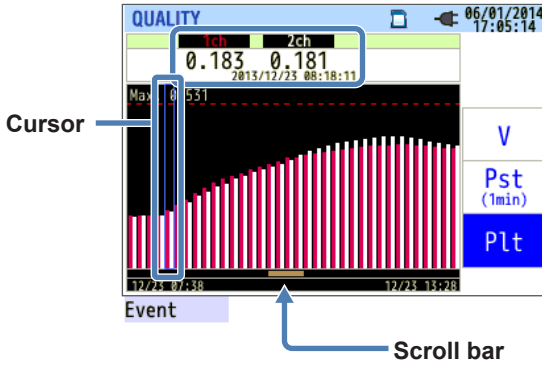 QUALITY
06/01/2014
17:05:14
1ch 2ch
0.183 0.181
2013/12/23 08:18:11
Max 0.531
Cursor
V
Pst
(1min)
Plt
12/23 07:38 12/23 13:28
Event
Scroll bar